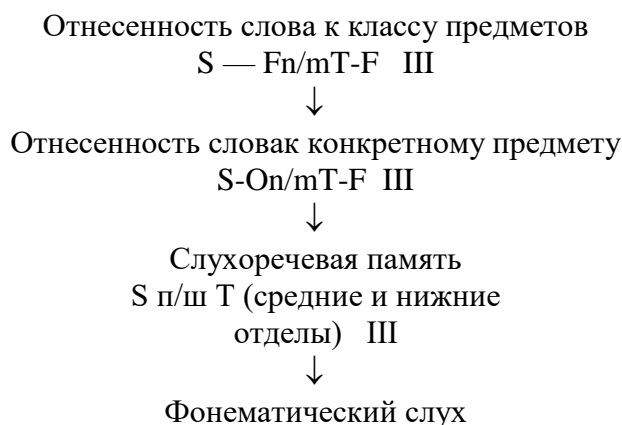 Отнесенность слова к классу предметов
S — Fn/mT-F III
↓
Отнесенность словак конкретному предмету
S-On/mT-F III
↓
Слухоречевая память
S п/ш Т (средние и нижние
отделы) III
↓
Фонематический слух